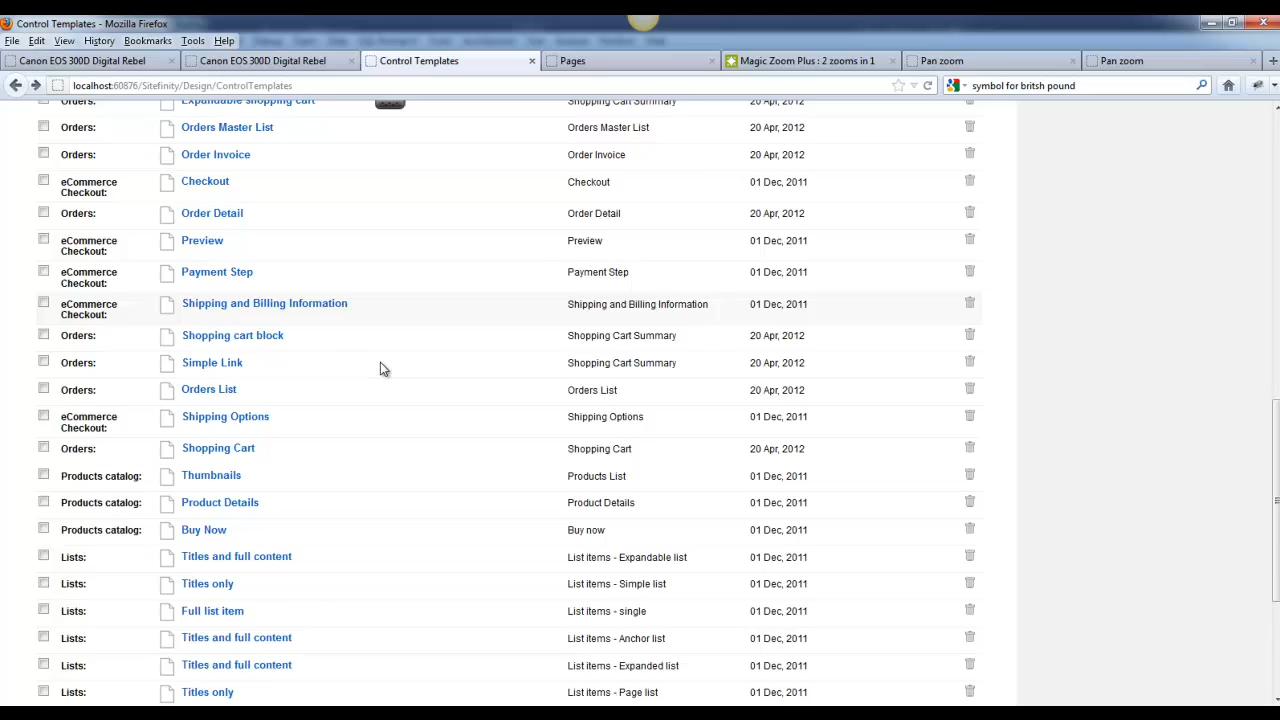 Control Templates - Mozilla Firefox
File Edit View History Bookmarks Tools Help
Canon EOS 300D Digital Rebel
Canon EOS 300D Digital Rebel
Control Templates
Pages
Magic Zoom Plus: 2 zooms in 1
Pan zoom
Pan zoom
localhost:60876/Sitefinity/Design/ControlTemplates
symbol for britsh pound
Orders: Expandable shopping cart Shopping Cart Summary 20 Apr, 2012
Orders: Orders Master List Orders Master List 20 Apr, 2012
Orders: Order Invoice Order Invoice 20 Apr, 2012
eCommerce Checkout Checkout 01 Dec, 2011
Checkout:
Orders: Order Detail Order Detail 20 Apr, 2012
eCommerce Preview Preview 01 Dec, 2011
Checkout:
eCommerce Payment Step Payment Step 01 Dec, 2011
Checkout:
eCommerce Shipping and Billing Information Shipping and Billing Information 01 Dec, 2011
Checkout:
Orders: Shopping cart block Shopping Cart Summary 20 Apr, 2012
Orders: Simple Link Shopping Cart Summary 20 Apr, 2012
Orders: Orders List Orders List 20 Apr, 2012
eCommerce Shipping Options Shipping Options 01 Dec, 2011
Checkout:
Orders: Shopping Cart Shopping Cart 20 Apr, 2012
Products catalog: Thumbnails Products List 01 Dec, 2011
Products catalog: Product Details Product Details 01 Dec, 2011
Products catalog: Buy Now Buy now 01 Dec, 2011
Lists: Titles and full content List items - Expandable list 01 Dec, 2011
Lists: Titles only List items - Simple list 01 Dec, 2011
Lists: Full list item List items - single 01 Dec, 2011
Lists: Titles and full content List items - Anchor list 01 Dec, 2011
Lists: Titles and full content List items - Expanded list 01 Dec, 2011
Lists: Titles only List items - Page list 01 Dec, 2011